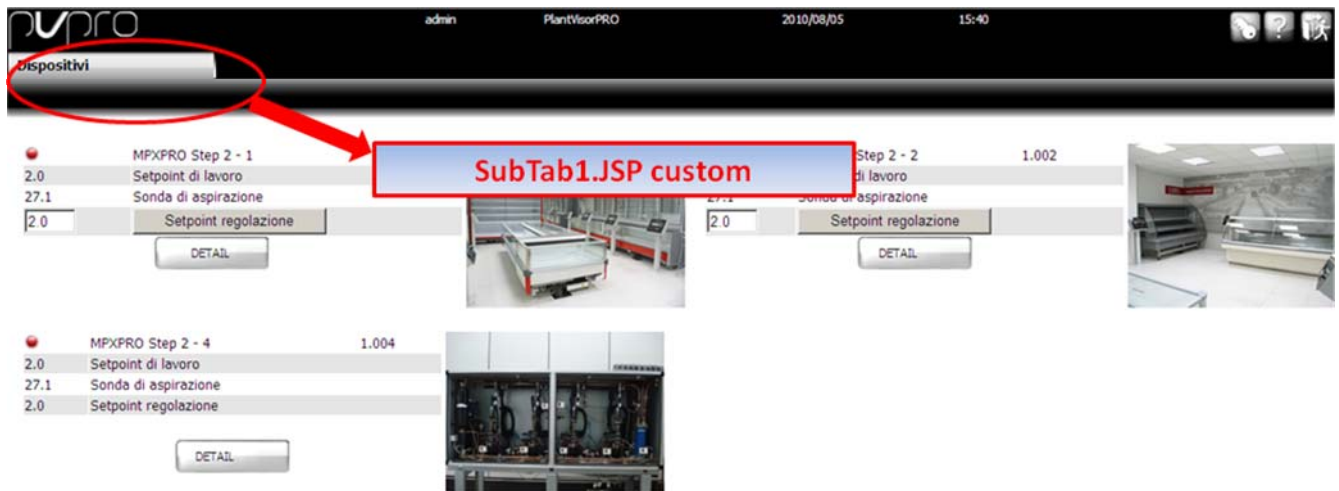 pvpro admin PlantVisorPRO 2010/08/05 15:40 ?
Dispositivi
SubTab1.JSP custom
MPXPRO Step 2 - 1
2.0 Setpoint di lavoro
27.1 Sonda di aspirazione
2.0 Setpoint regolazione
DETAIL
Step 2 - 2 1.002
di lavoro
Sonda di aspirazione
2.0 Setpoint regolazione
DETAIL
MPXPRO Step 2 - 4 1.004
2.0 Setpoint di lavoro
27.1 Sonda di aspirazione
2.0 Setpoint regolazione
DETAIL